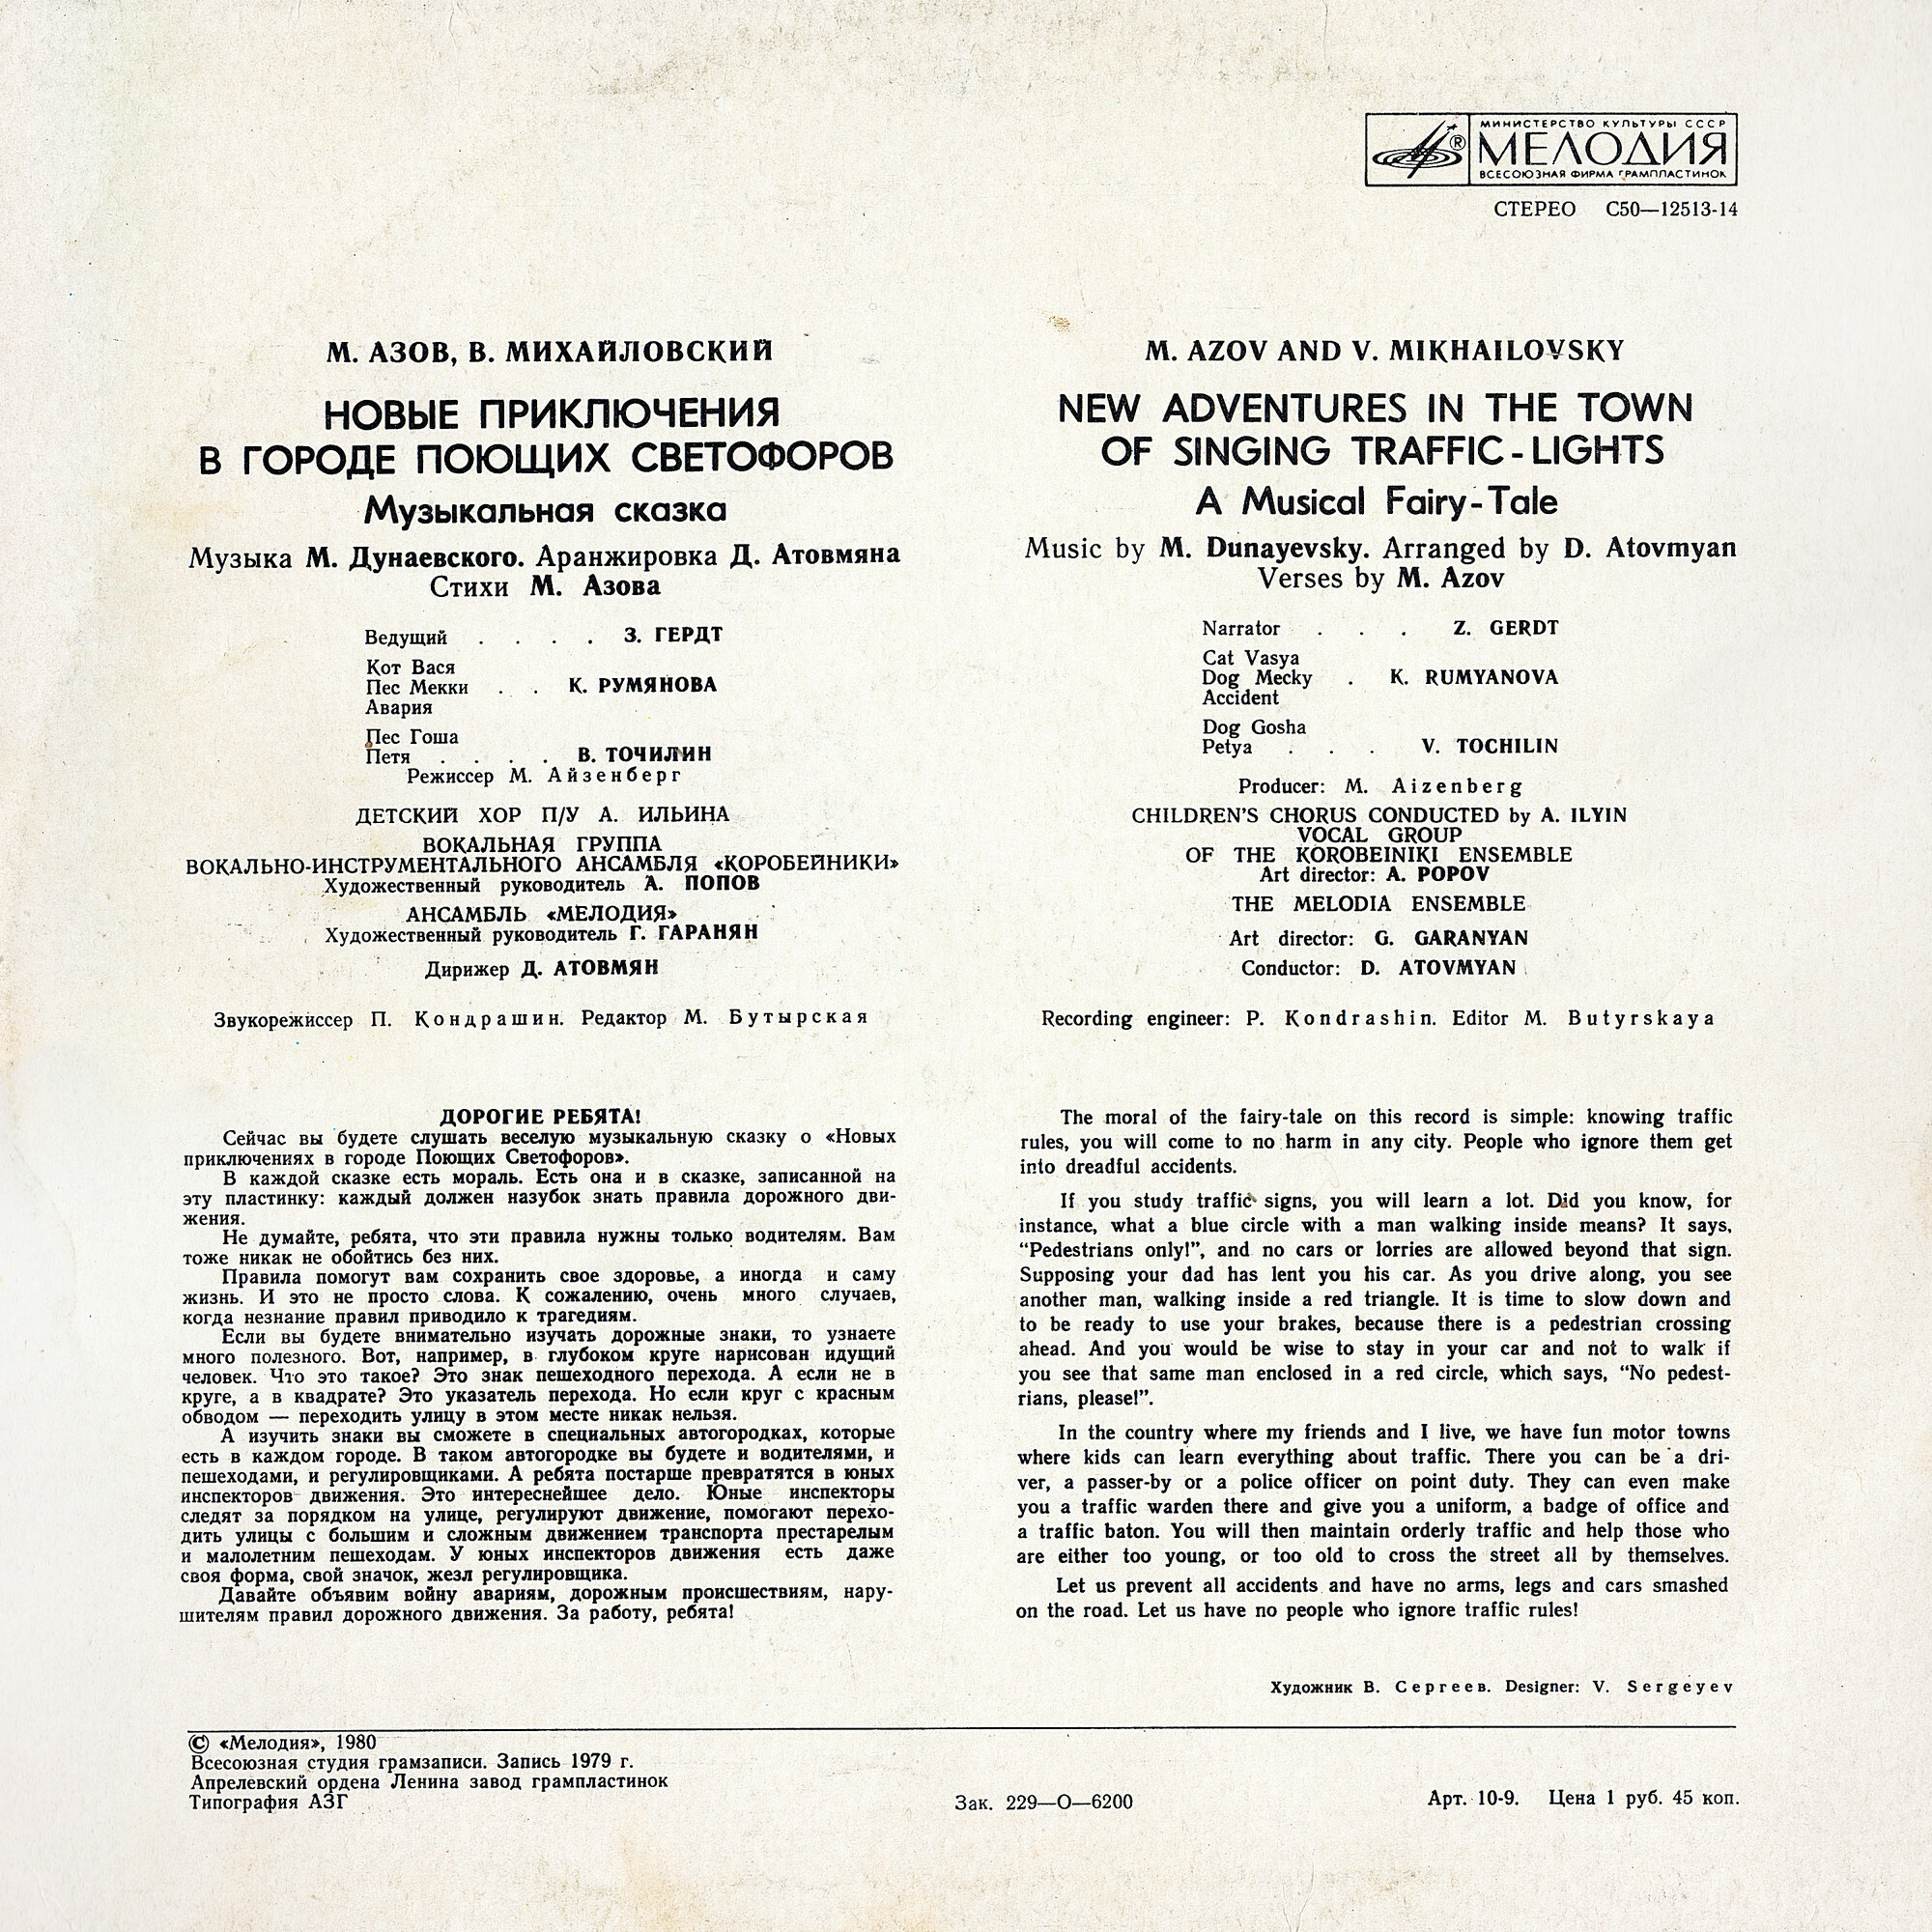 МИНИСТЕРСТВО КУЛЬТУРЫ СССР
МЕЛОДИЯ
ВСЕСОЮЗНАЯ ФИРМА ГРАМПЛАСТИНОК
®
СТЕРЕО С50—12513-14
М. АЗОВ, В. МИХАЙЛОВСКИЙ
НОВЫЕ ПРИКЛЮЧЕНИЯ
В ГОРОДЕ ПОЮЩИХ СВЕТОФОРОВ
Музыкальная сказка
Музыка М. Дунаевского. Аранжировка Д. Атовмяна
Стихи М. Азова
Ведущий . . . . З. ГЕРДТ
Кот Вася
Пес Мекки . . К. РУМЯНОВА
Авария
Пес Гоша
Петя . . . . В. ТОЧИЛИН
Режиссер М. Айзенберг
ДЕТСКИЙ ХОР П/У А. ИЛЬИНА
ВОКАЛЬНАЯ ГРУППА
ВОКАЛЬНО-ИНСТРУМЕНТАЛЬНОГО АНСАМБЛЯ «КОРОБЕЙНИКИ»
Художественный руководитель А. ПОПОВ
АНСАМБЛЬ «МЕЛОДИЯ»
Художественный руководитель Г. ГАРАНЯН
Дирижер Д. АТОВМЯН
Звукорежиссер П. Кондрашин. Редактор М. Бутырская
ДОРОГИЕ РЕБЯТА!
Сейчас вы будете слушать веселую музыкальную сказку о «Новых
приключениях в городе Поющих Светофоров».
В каждой сказке есть мораль. Есть она и в сказке, записанной на
эту пластинку: каждый должен назубок знать правила дорожного дви-
жения.
Не думайте, ребята, что эти правила нужны только водителям. Вам
тоже никак не обойтись без них.
Правила помогут вам сохранить свое здоровье, а иногда и саму
жизнь. И это не просто слова. К сожалению, очень много случаев,
когда незнание правил приводило к трагедиям.
Если вы будете внимательно изучать дорожные знаки, то узнаете
много полезного. Вот, например, в глубоком круге нарисован идущий
человек. Что это такое? Это знак пешеходного перехода. А если не в
круге, а в квадрате? Это указатель перехода. Но если круг с красным
обводом — переходить улицу в этом месте никак нельзя.
А изучить знаки вы сможете в специальных автогородках, которые
есть в каждом городе. В таком автогородке вы будете и водителями, и
пешеходами, и регулировщиками. А ребята постарше превратятся в юных
инспекторов движения. Это интереснейшее дело. Юные инспекторы
следят за порядком на улице, регулируют движение, помогают перехо-
дить улицы с большим и сложным движением транспорта престарелым
и малолетним пешеходам. У юных инспекторов движения есть даже
своя форма, свой значок, жезл регулировщика.
Давайте объявим войну авариям, дорожным происшествиям, нару-
шителям правил дорожного движения. За работу, ребята!
M. AZOV AND V. MIKHAILOVSKY
NEW ADVENTURES IN THE TOWN
OF SINGING TRAFFIC-LIGHTS
A Musical Fairy-Tale
Music by M. Dunayevsky. Arranged by D. Atovmyan
Verses by M. Azov
Narrator . . . Z. GERDT
Cat Vasya
Dog Mecky . K. RUMYANOVA
Accident
Dog Gosha
Petya . . . V. TOCHILIN
Producer: M. Aizenberg
CHILDREN'S CHORUS CONDUCTED by A. ILYIN
VOCAL GROUP
OF THE KOROBEINIKI ENSEMBLE
Art director: A. POPOV
THE MELODIA ENSEMBLE
Art director: G. GARANYAN
Conductor: D. ATOVMYAN
Recording engineer: P. Kondrashin. Editor M. Butyrskaya
The moral of the fairy-tale on this record is simple: knowing traffic
rules, you will come to no harm in any city. People who ignore them get
into dreadful accidents.
If you study traffic signs, you will learn a lot. Did you know, for
instance, what a blue circle with a man walking inside means? It says,
“Pedestrians only!”, and no cars or lorries are allowed beyond that sign.
Supposing your dad has lent you his car. As you drive along, you see
another man, walking inside a red triangle. It is time to slow down and
to be ready to use your brakes, because there is a pedestrian crossing
ahead. And you would be wise to stay in your car and not to walk if
you see that same man enclosed in a red circle, which says, “No pedest-
rians, please!”.
In the country where my friends and I live, we have fun motor towns
where kids can learn everything about traffic. There you can be a dri-
ver, a passer-by or a police officer on point duty. They can even make
you a traffic warden there and give you a uniform, a badge of office and
a traffic baton. You will then maintain orderly traffic and help those who
are either too young, or too old to cross the street all by themselves.
Let us prevent all accidents and have no arms, legs and cars smashed
on the road. Let us have no people who ignore traffic rules!
Художник В. Сергеев. Designer: V. Sergeyev
© «Мелодия», 1980
Всесоюзная студия грамзаписи. Запись 1979 г.
Апрелевский ордена Ленина завод грампластинок
Типография АЗГ
Зак. 229—О—6200
Арт. 10-9. Цена 1 руб. 45 коп.